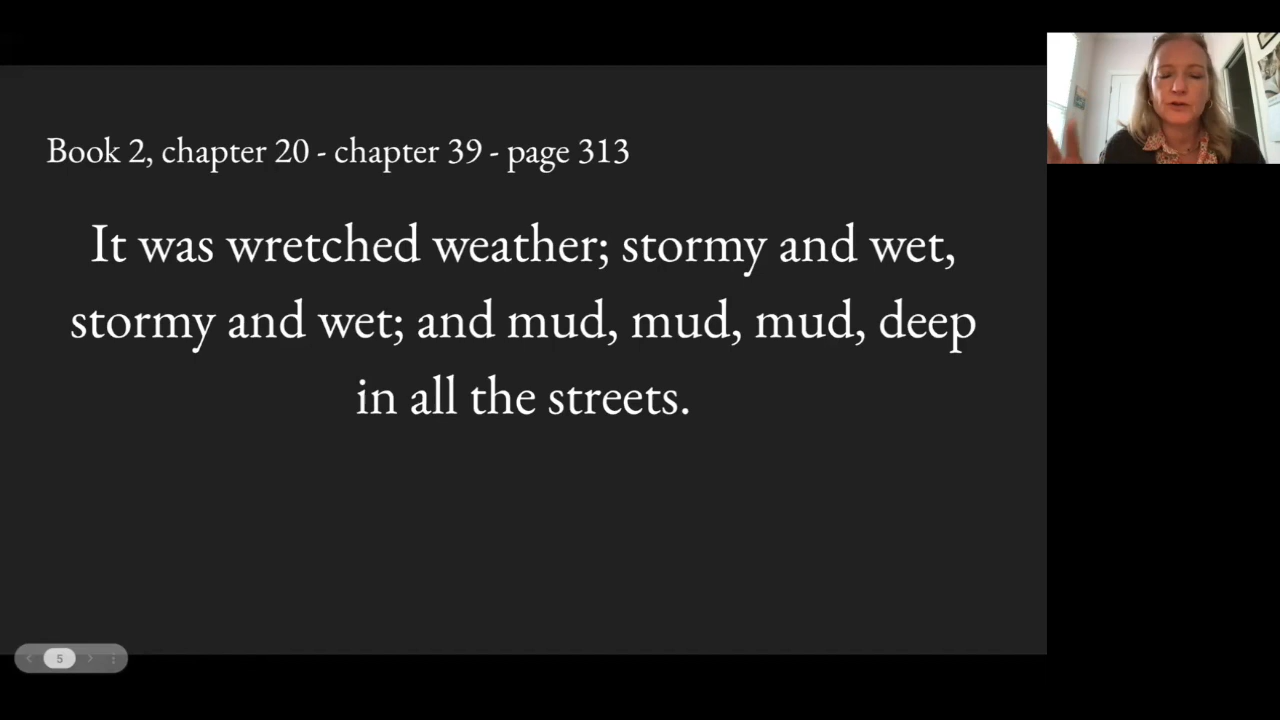 Book 2, chapter 20 - chapter 39 - page 313
It was wretched weather; stormy and wet,
stormy and wet; and mud, mud, mud, deep
in all the streets.
5